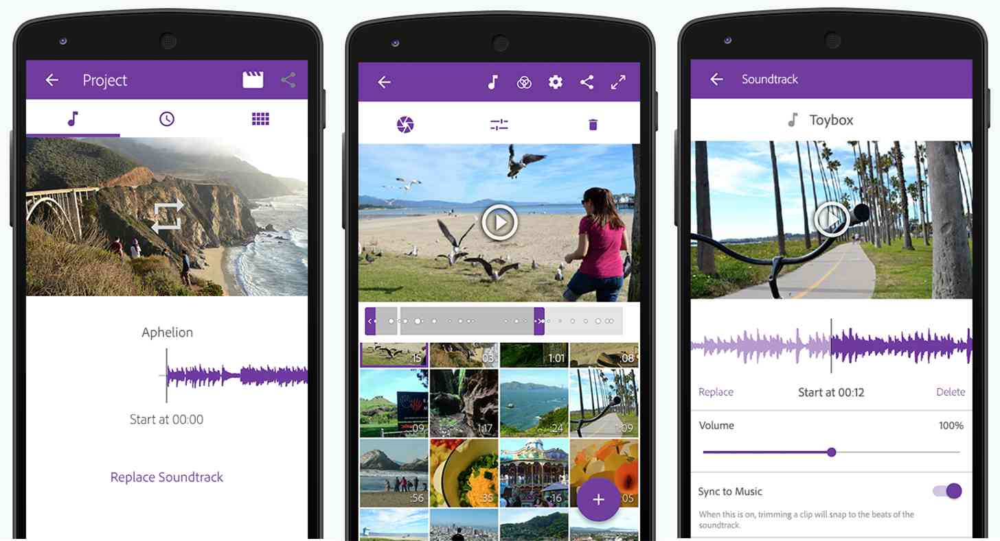 Project
Aphelion
Start at 00:00
Replace Soundtrack
:15
:03
1:01
:08
:09
1:17
:24
1:09
:56
:35
:16
:05
Soundtrack
Toybox
Replace
Start at 00:12
Delete
Volume
100%
Sync to Music
When this is on, trimming a clip will snap to the beats of the
soundtrack.